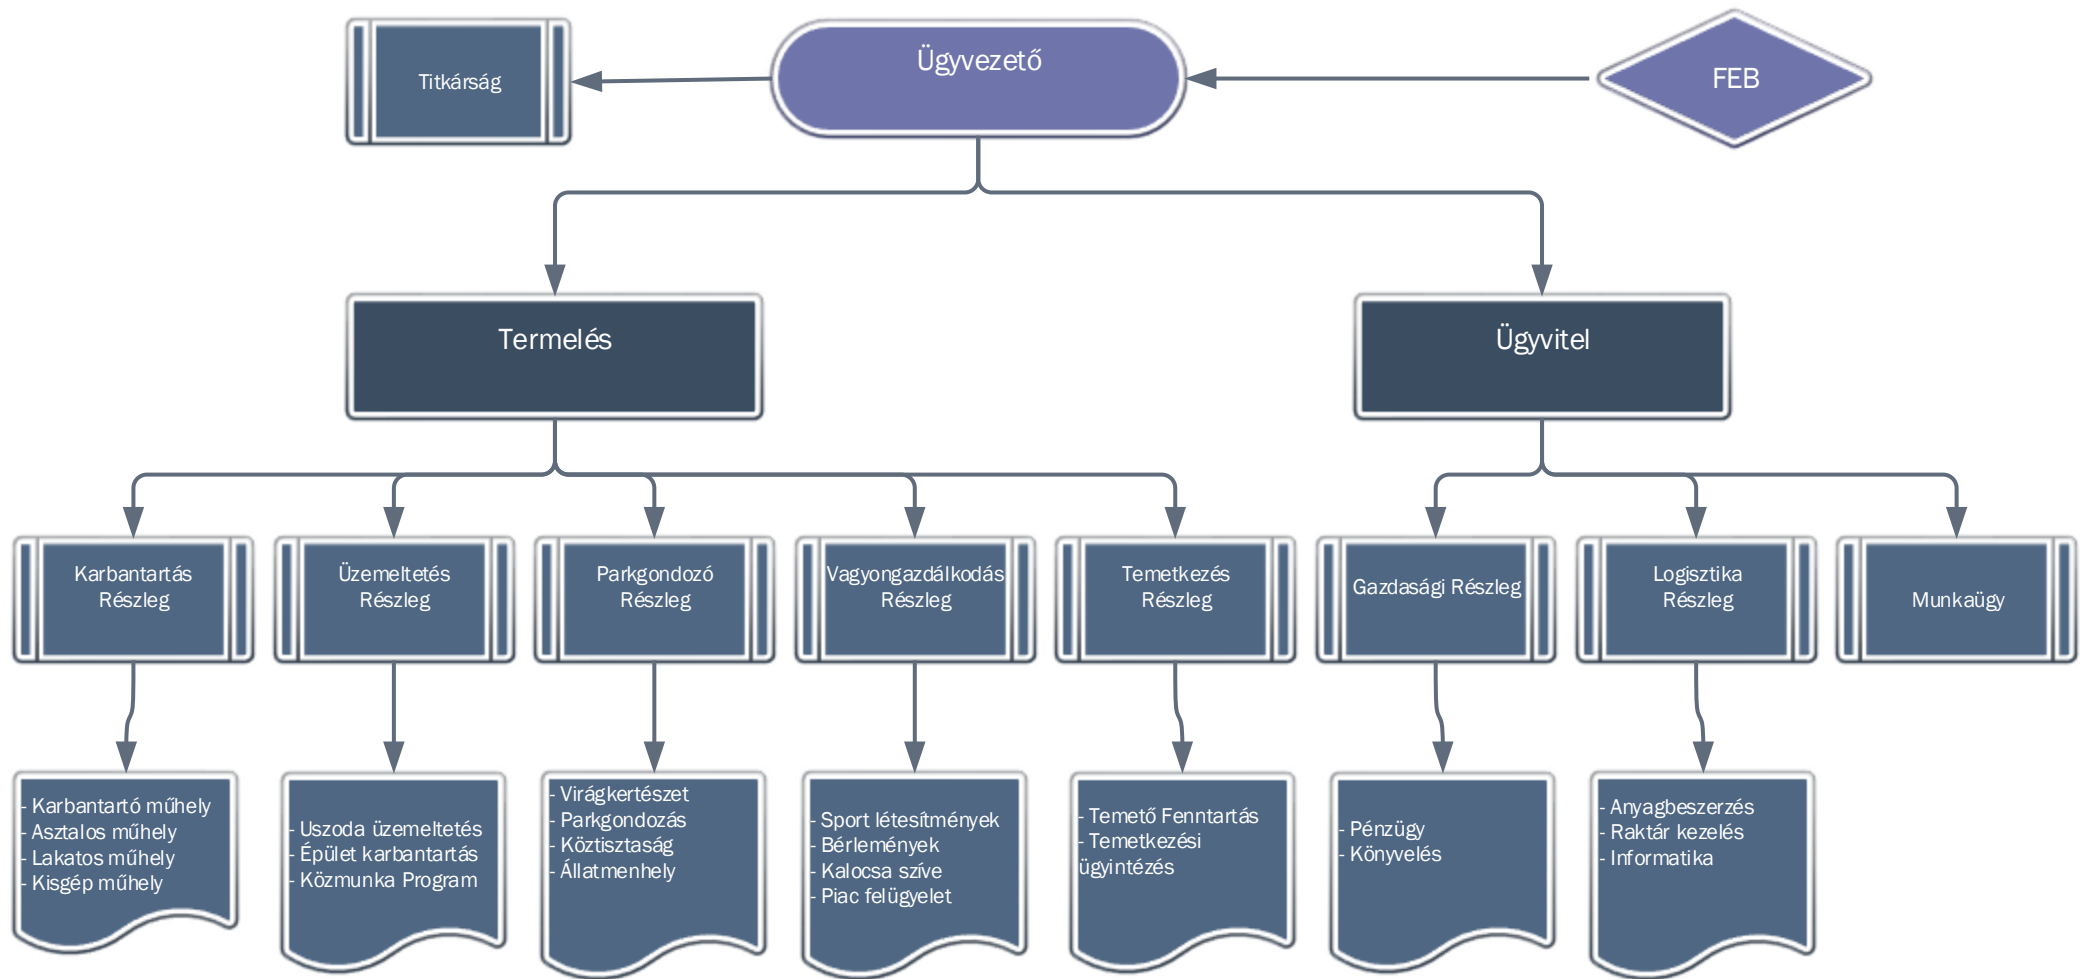 Titkárság
Ügyvezető
FEB
Termelés
Ügyvitel
Karbantartás
Részleg
Üzemeltetés
Részleg
Parkgondozó
Részleg
Vagyongazdálkodás
Részleg
Temetkezés
Részleg
Gazdasági Részleg
Logisztika
Részleg
Munkaügy
- Karbantartó műhely
- Asztalos műhely
- Lakatos műhely
- Kisgép műhely
- Uszoda üzemeltetés
- Épület karbantartás
- Közmunka Program
- Virágkertészet
- Parkgondozás
- Köztisztaság
- Állatmenhely
- Sport létesítmények
- Bérlemények
- Kalocsa szíve
- Piac felügyelet
- Temető Fenntartás
- Temetkezési
ügyintézés
- Pénzügy
- Könyvelés
- Anyagbeszerzés
- Raktár kezelés
- Informatika